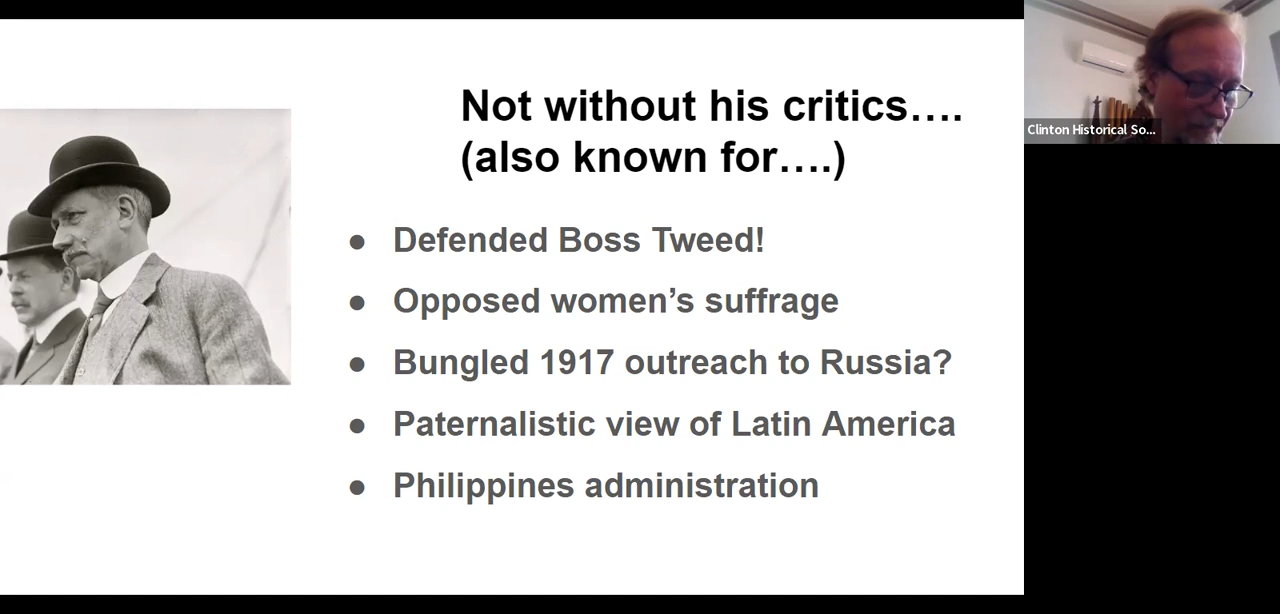 Not without his critics….
(also known for….)
● Defended Boss Tweed!
● Opposed women’s suffrage
● Bungled 1917 outreach to Russia?
● Paternalistic view of Latin America
● Philippines administration
Clinton Historical So...